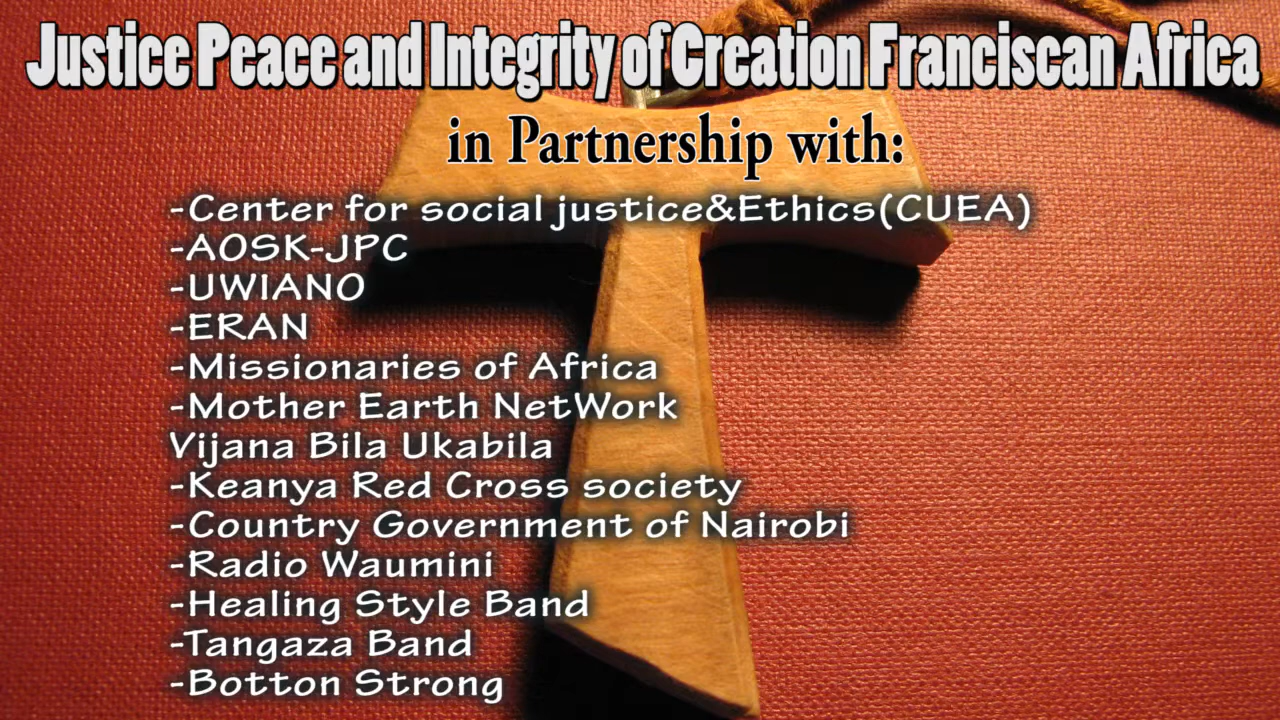 Justice Peace and Integrity of Creation Franciscan Africa
in Partnership with:
-Center for social justice&Ethics(CUEA)
-AOSK-JPC
-UWIANO
-ERAN
-Missionaries of Africa
-Mother Earth NetWork
Vijana Bila Ukabila
-Keanya Red Cross society
-Country Government of Nairobi
-Radio Waumini
-Healing Style Band
-Tangaza Band
-Botton Strong